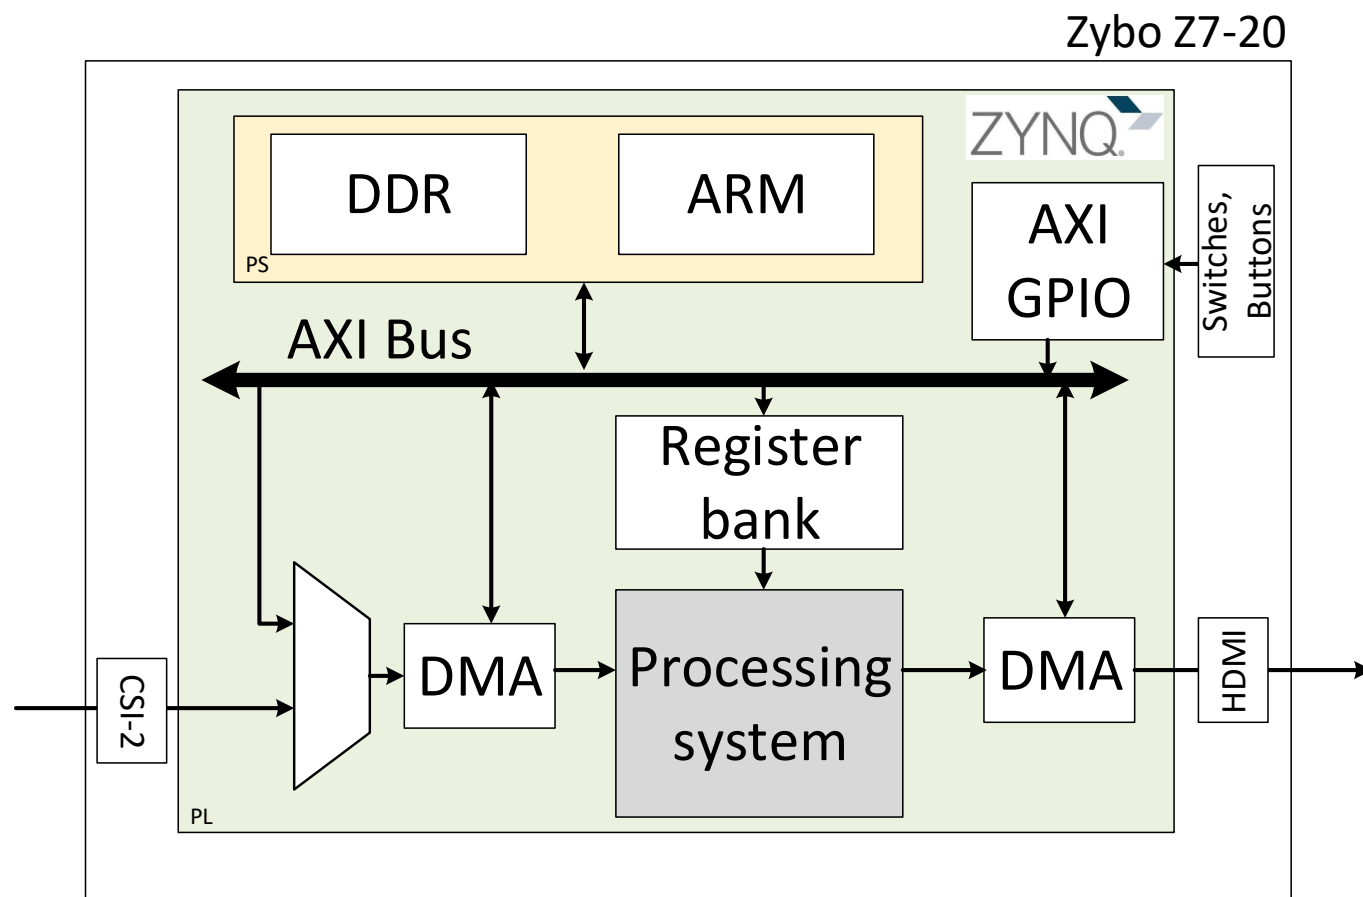 Zybo Z7-20
ZYNQ®
DDR
ARM
PS
AXI
GPIO
Switches,
Buttons
AXI Bus
Register
bank
DMA
Processing
system
DMA
HDMI
CSI-2
PL